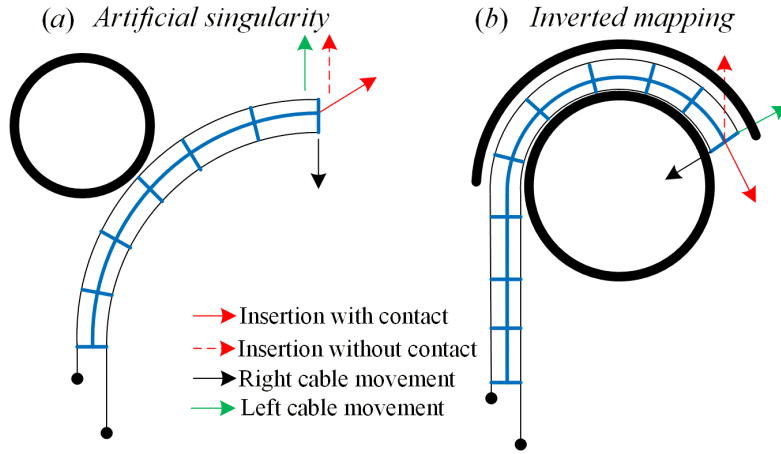 (a) Artificial singularity
(b) Inverted mapping
Insertion with contact
Insertion without contact
Right cable movement
Left cable movement